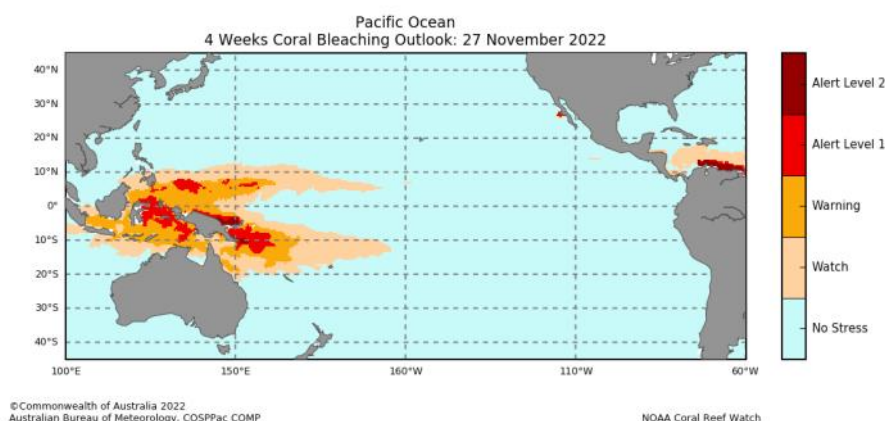 Pacific Ocean
4 Weeks Coral Bleaching Outlook: 27 November 2022
40°N
30°N
20°N
10°N
0°
10°S
20°S
30°S
40°S
100°E
150°E
160°W
110°W
60°W
Alert Level 2
Alert Level 1
Warning
Watch
No Stress
©Commonwealth of Australia 2022
Australian Bureau of Meteorology, COSPPac COMP
NOAA Coral Reef Watch